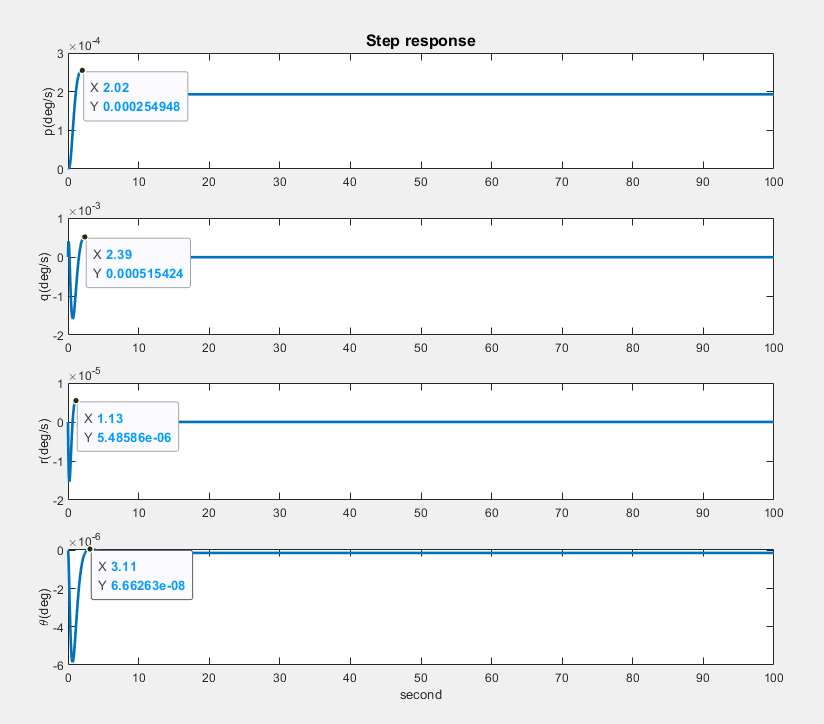 Step response
×10-4
3
2
1
0
p(deg/s)
X 2.02
Y 0.000254948
0 10 20 30 40 50 60 70 80 90 100
×10-3
1
0
-1
-2
q(deg/s)
X 2.39
Y 0.000515424
0 10 20 30 40 50 60 70 80 90 100
×10-5
1
0
-1
-2
r(deg/s)
X 1.13
Y 5.48586e-06
0 10 20 30 40 50 60 70 80 90 100
×10-6
0
-2
-4
-6
θ(deg)
X 3.11
Y 6.66263e-08
0 10 20 30 40 50 60 70 80 90 100
second